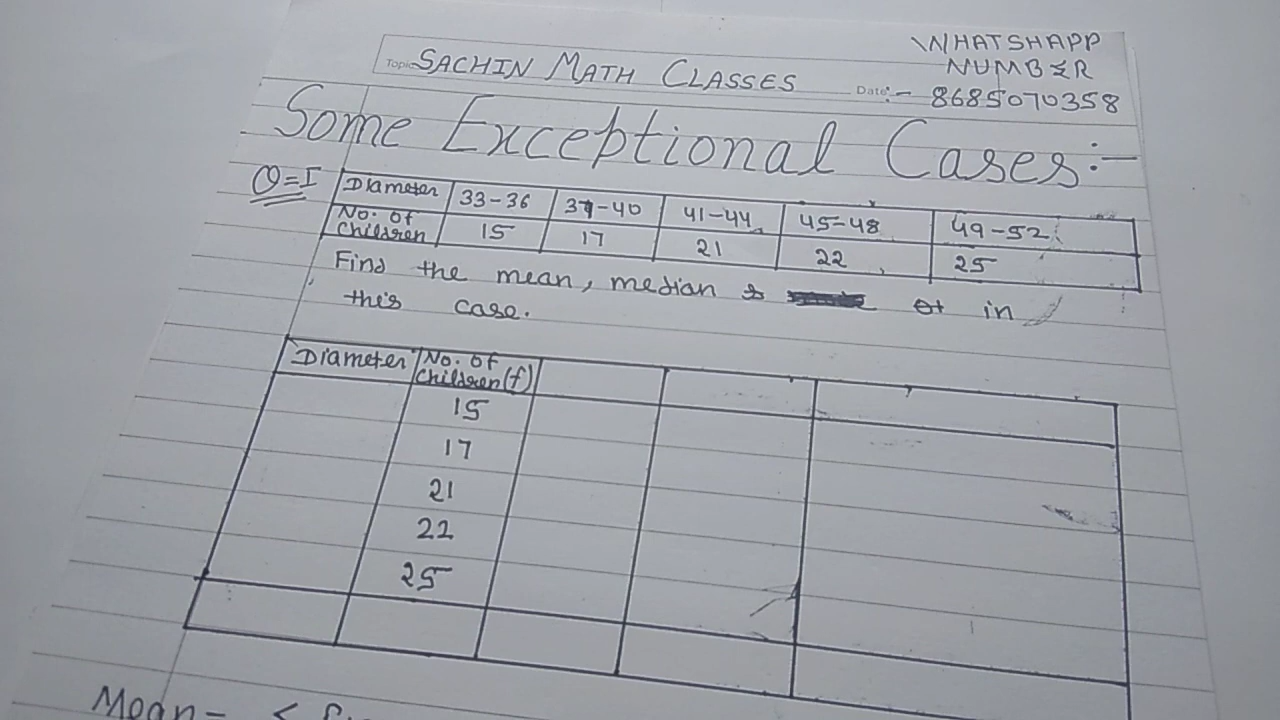 WHATSHAPP
NUMBER
Topic SACHIN MATH CLASSES
Date:- 8685070358
Some Exceptional Cases:-
Q=I
Diameter 33-36 37-40 41-44 45-48 49-52
No. of children 15 17 21 22 25
Find the mean, median & of in
this case.
Diameter No. of children (f)
15
17
21
22
25
Mean=